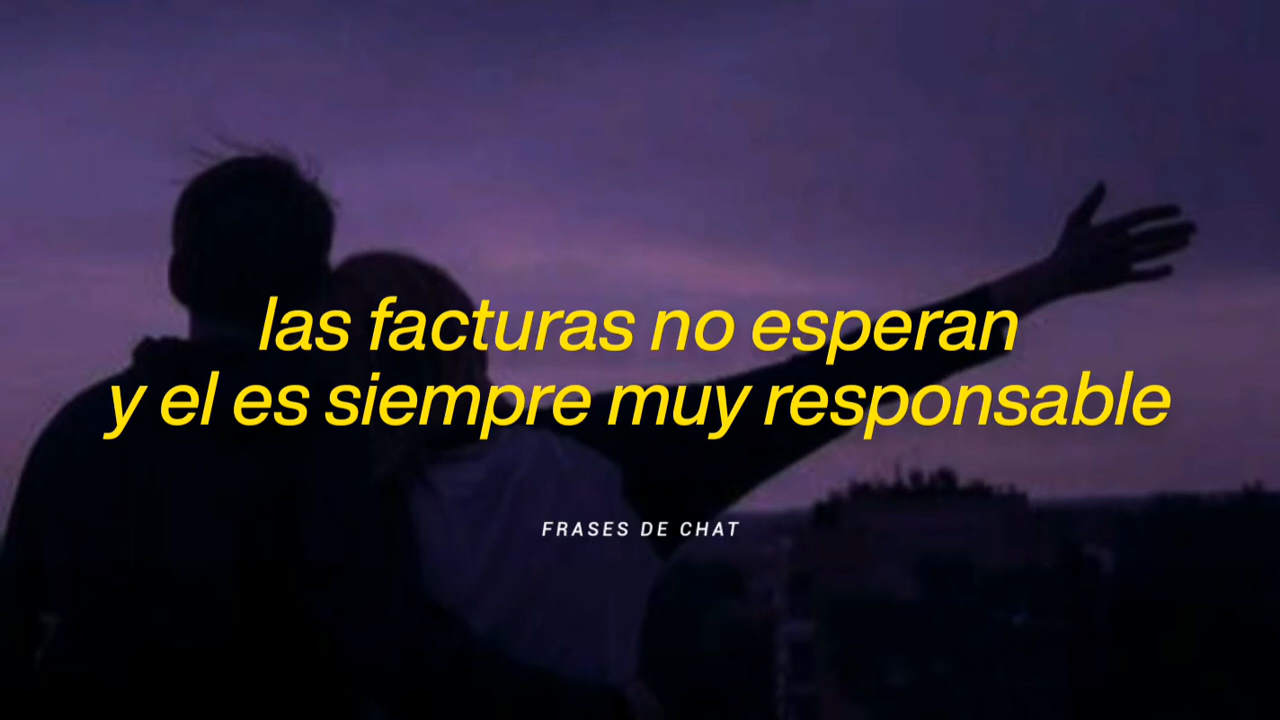 las facturas no esperan
y el es siempre muy responsable
FRASES DE CHAT